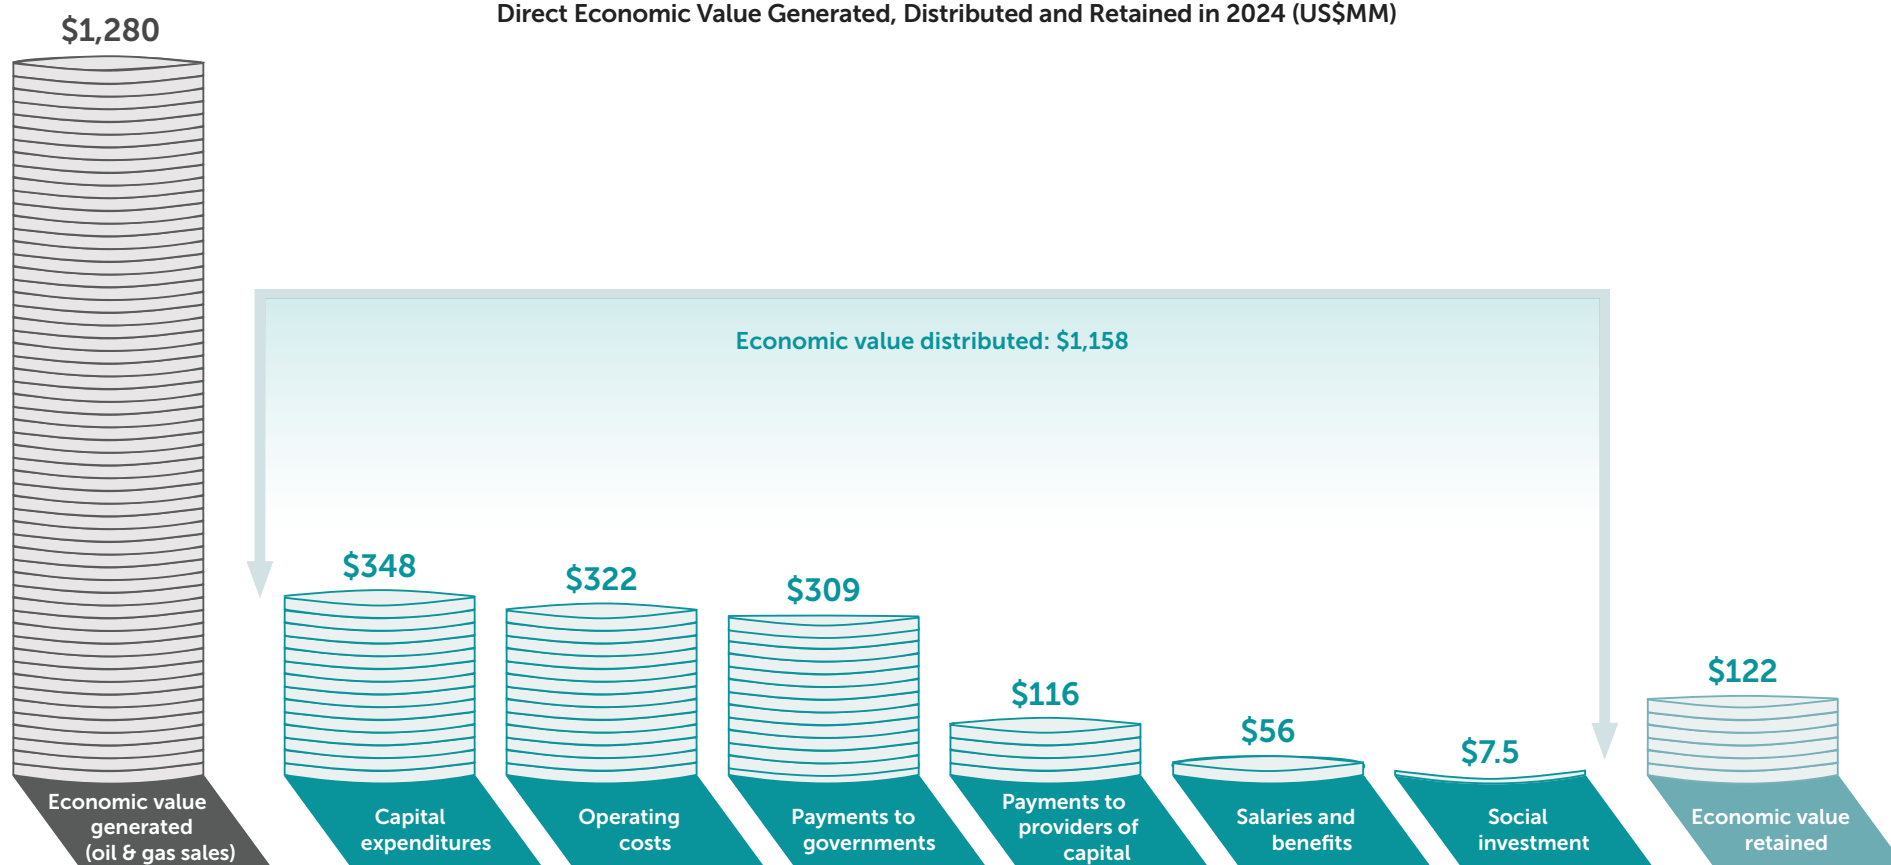 Direct Economic Value Generated, Distributed and Retained in 2024 (US$MM)
$1,280
Economic value distributed: $1,158
$348
$322
$309
$116
$56
$7.5
$122
Economic value
generated
(oil & gas sales)
Capital
expenditures
Operating
costs
Payments to
governments
Payments to
providers of
capital
Salaries and
benefits
Social
investment
Economic value
retained